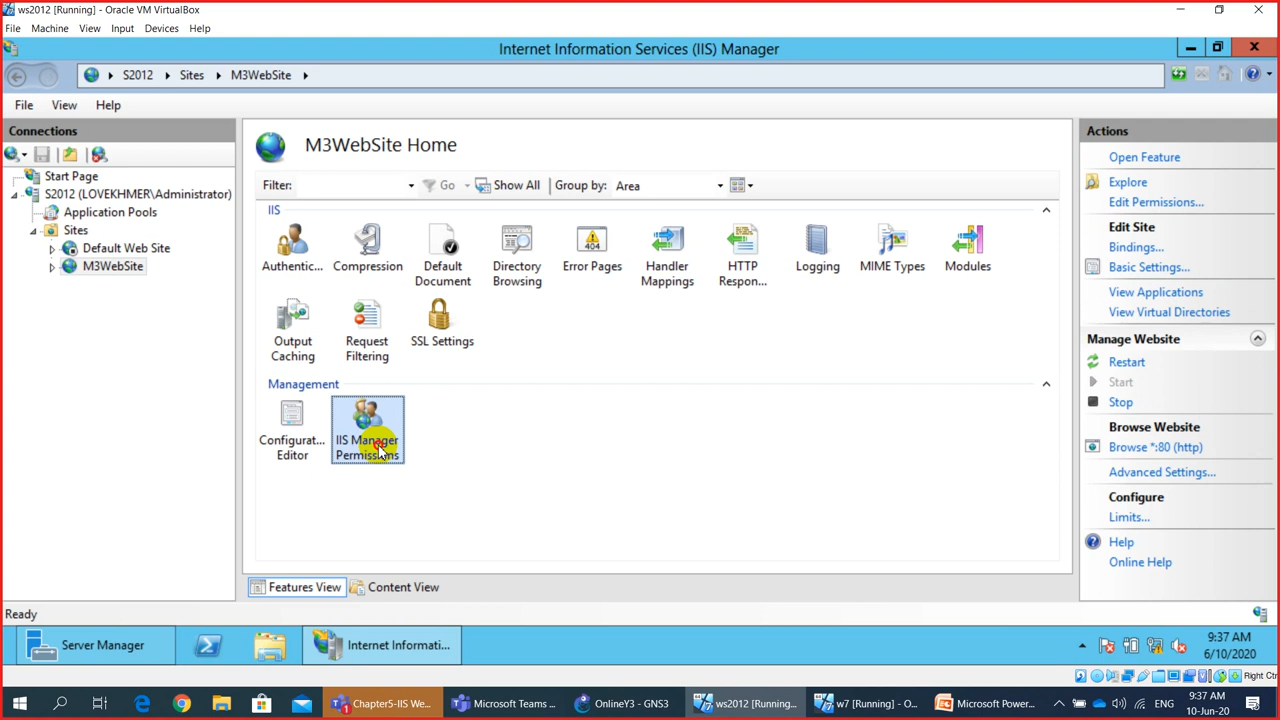 ws2012 [Running] - Oracle VM VirtualBox
File Machine View Input Devices Help
Internet Information Services (IIS) Manager
S2012 Sites M3WebSite
File View Help
Connections
Start Page
S2012 (LOVEKHMER\Administrator)
Application Pools
Sites
Default Web Site
M3WebSite
M3WebSite Home
Filter: Go Show All Group by: Area
IIS
Authentic...
Compression
Default
Document
Directory
Browsing
Error Pages
404
Handler
Mappings
HTTP
Respon...
Logging
MIME Types
Modules
Output
Caching
Request
Filtering
SSL Settings
Management
Configurat...
Editor
IIS Manager
Permissions
Features View Content View
Actions
Open Feature
Explore
Edit Permissions...
Edit Site
Bindings...
Basic Settings...
View Applications
View Virtual Directories
Manage Website
Restart
Start
Stop
Browse Website
Browse *:80 (http)
Advanced Settings...
Configure
Limits...
Help
Online Help
Ready
Server Manager
Internet Informati...
9:37 AM
6/10/2020
Right Ctr
Chapter5-IIS We...
Microsoft Teams ...
OnlineY3 - GNS3
ws2012 [Running...
w7 [Running] - O...
Microsoft Power...
ENG
9:37 AM
10-Jun-20